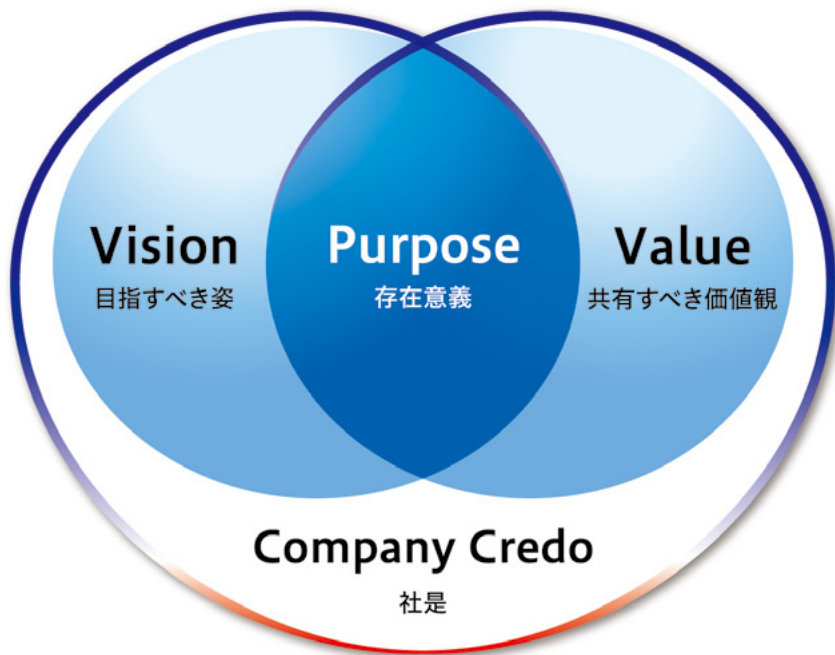 Vision
目指すべき姿
Purpose
存在意義
Value
共有すべき価値観
Company Credo
社是